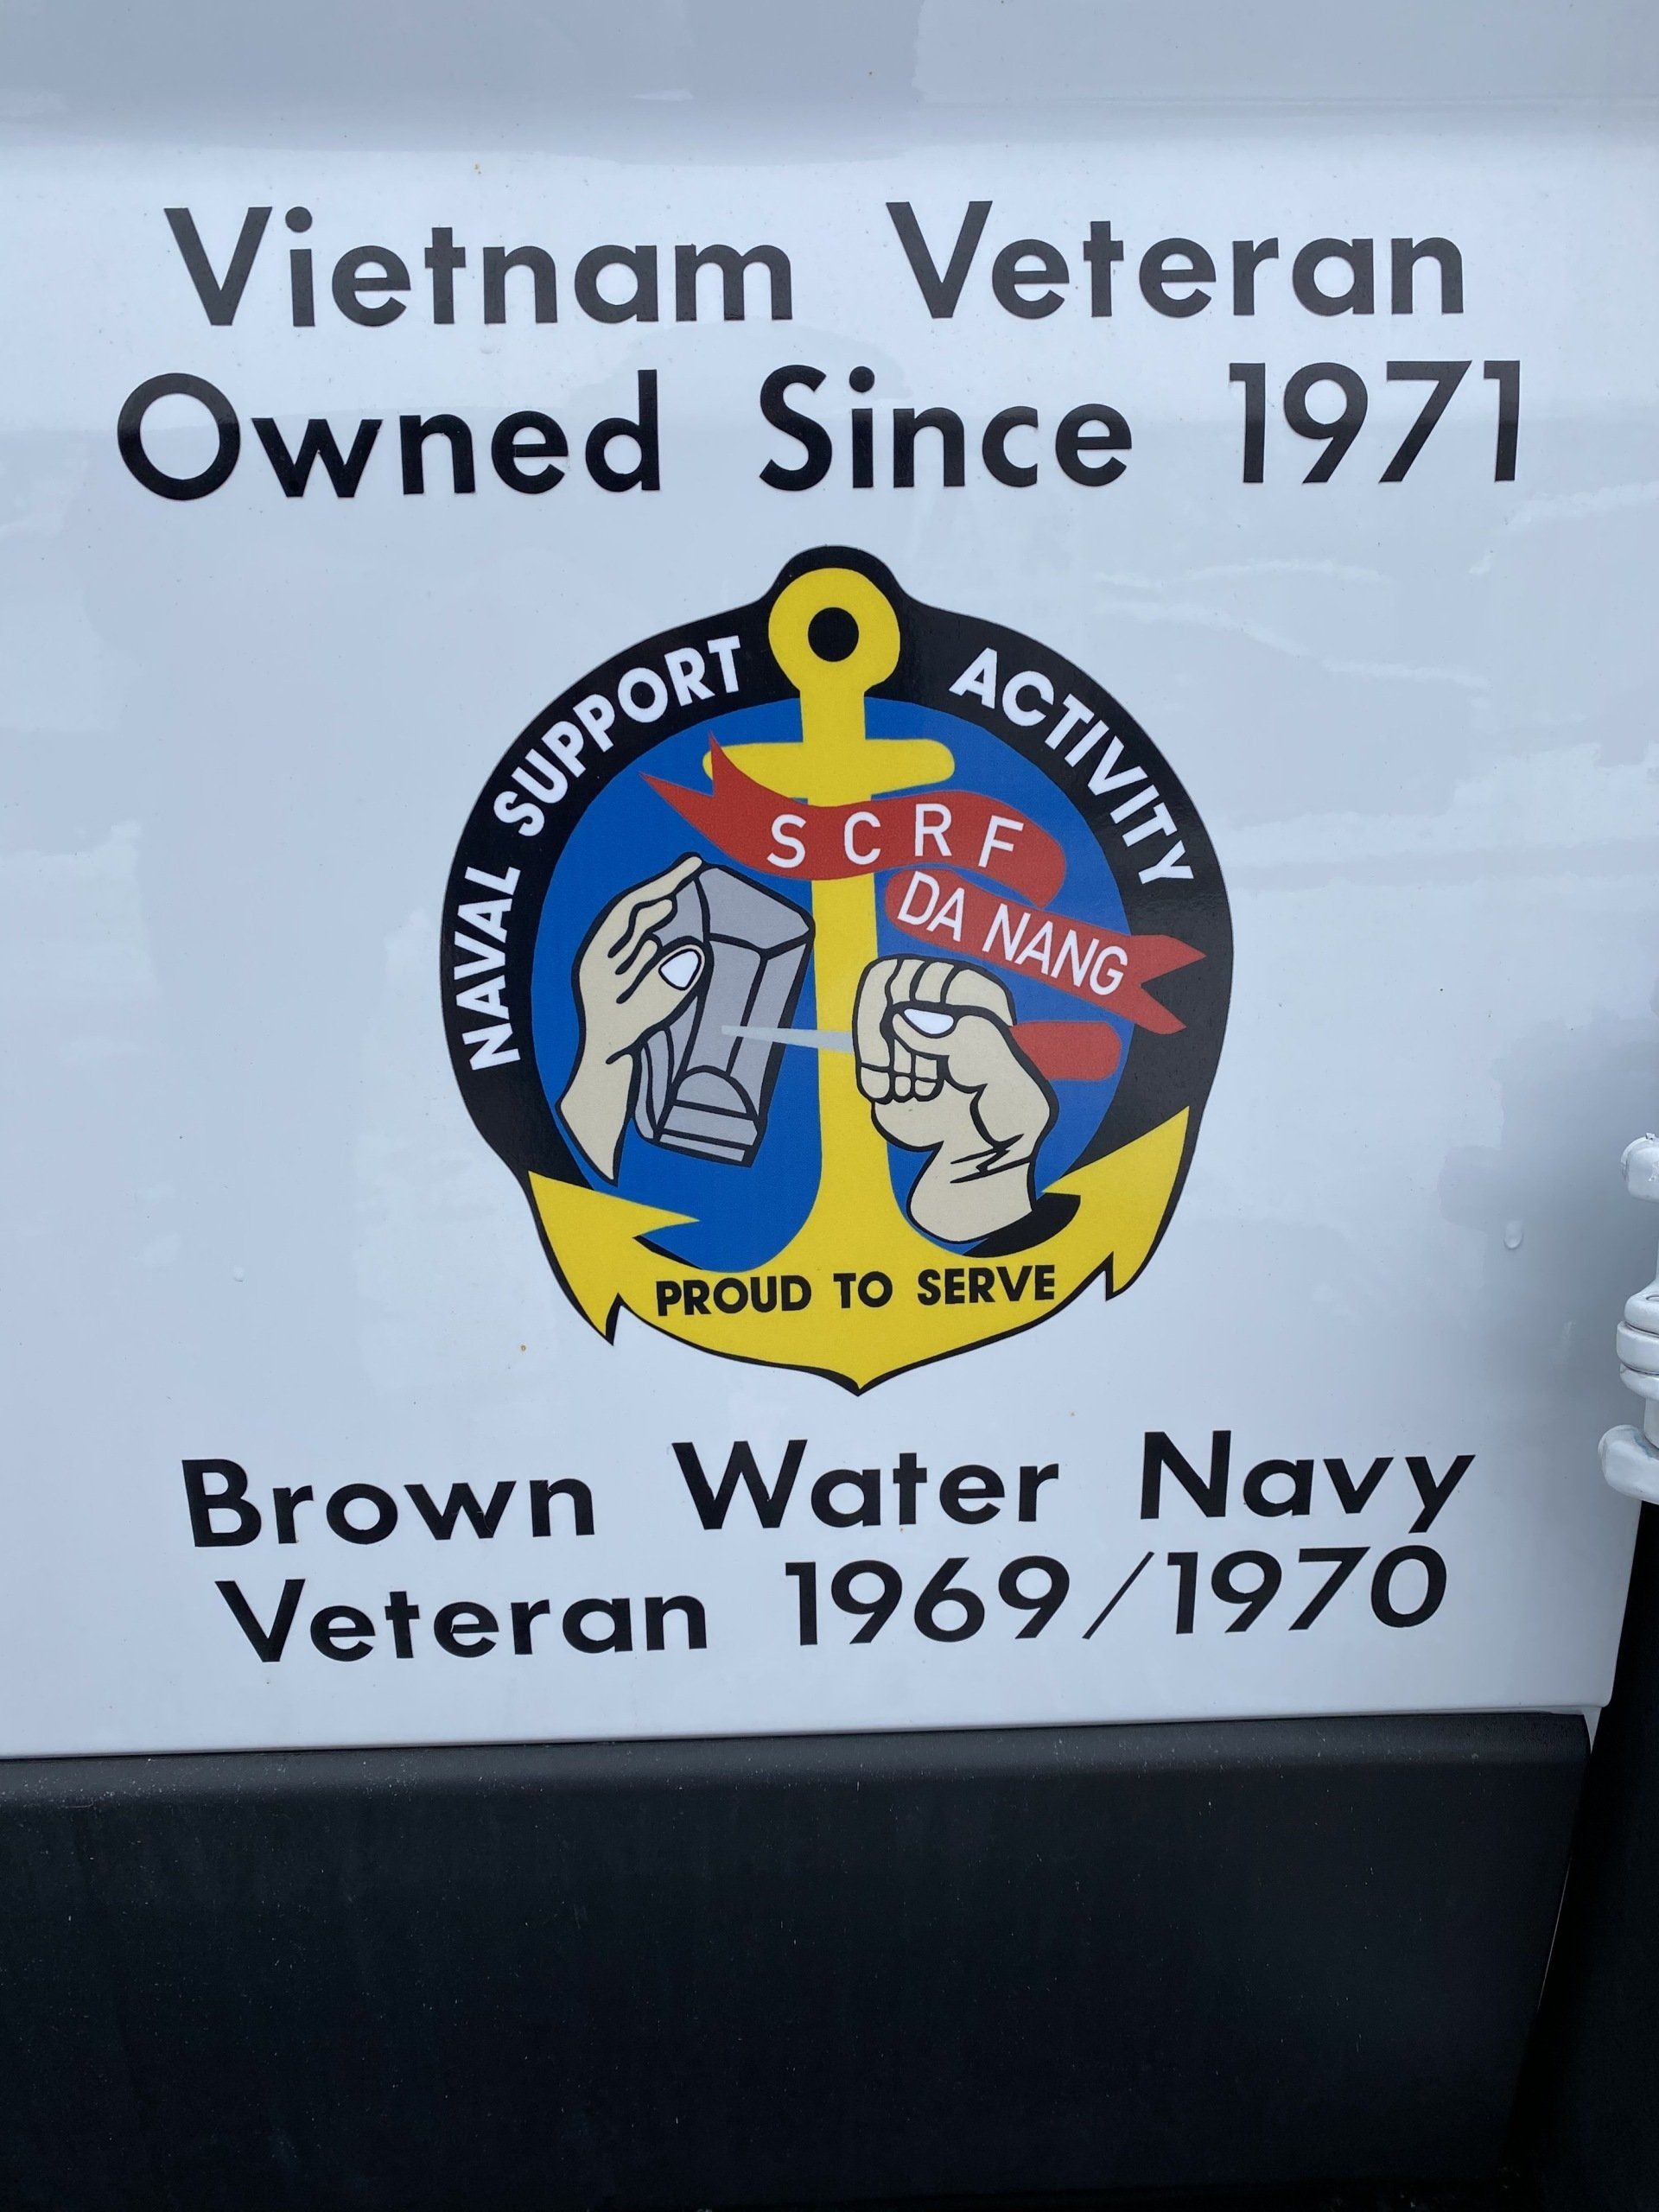 Vietnam Veteran
Owned Since 1971
NAVAL SUPPORT ACTIVITY
SCRF
DA NANG
PROUD TO SERVE
Brown Water Navy
Veteran 1969/1970